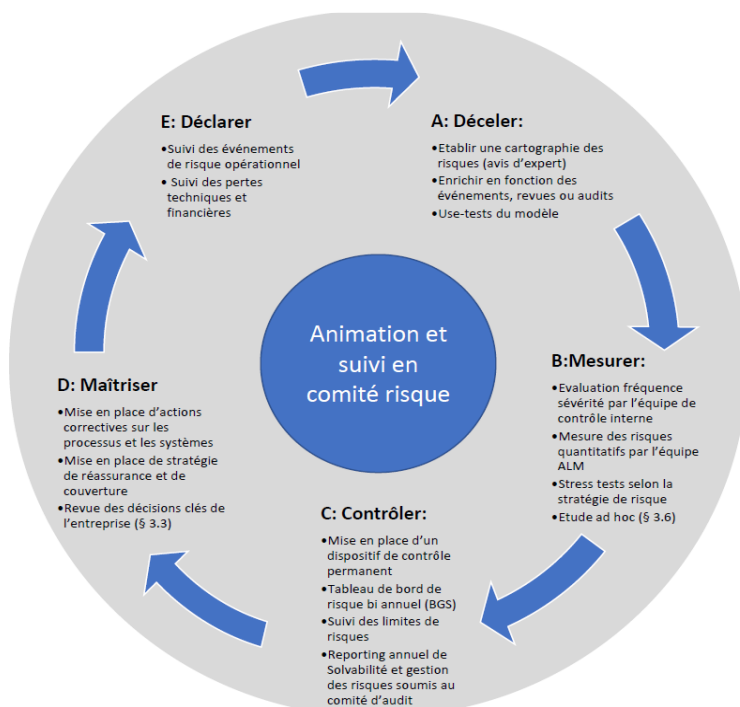 E: Déclarer
•Suivi des événements
de risque opérationnel
• Suivi des pertes
techniques et
financières
A: Déceler:
•Etablir une cartographie des
risques (avis d'expert)
•Enrichir en fonction des
événements, revues ou audits
•Use-tests du modèle
Animation et
suivi en
comité risque
B:Mesurer:
•Evaluation fréquence
sévérité par l'équipe de
contrôle interne
•Mesure des risques
quantitatifs par l'équipe
ALM
•Stress tests selon la
stratégie de risque
•Etude ad hoc (§ 3.6)
D: Maîtriser
•Mise en place d'actions
correctives sur les
processus et les systèmes
•Mise en place de stratégie
de réassurance et de
couverture
•Revue des décisions clés de
l'entreprise (§ 3.3)
C: Contrôler:
•Mise en place d'un
dispositif de contrôle
permanent
•Tableau de bord de
risque bi annuel (BGS)
•Suivi des limites de
risques
•Reporting annuel de
Solvabilité et gestion
des risques soumis au
comité d'audit